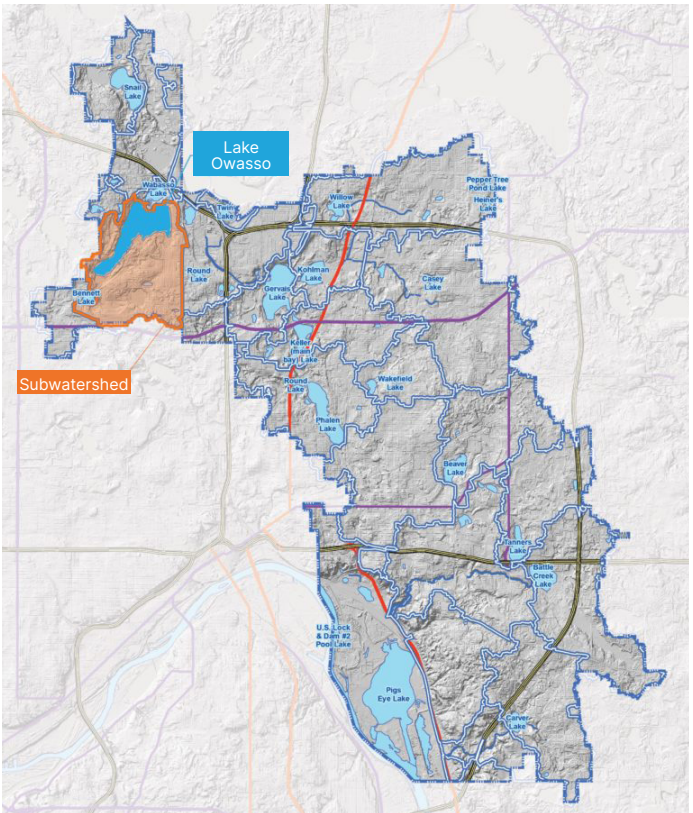 Snail
Lake
Lake
Owasso
Wabasso
Lake
Twin
Lake
Willow
Lake
Pepper Tree
Pond Lake
Heiner's
Lake
Round
Lake
Kohlman
Lake
Gervais
Lake
Casey
Lake
Bennett
Lake
Keller
(main
bay) Lake
Subwatershed
Round
Lake
Wakefield
Lake
Phalen
Lake
Beaver
Lake
Tanners
Lake
Battle
Creek
Lake
U.S. Lock
& Dam #2
Pool Lake
Pigs
Eye Lake
Carver
Lake